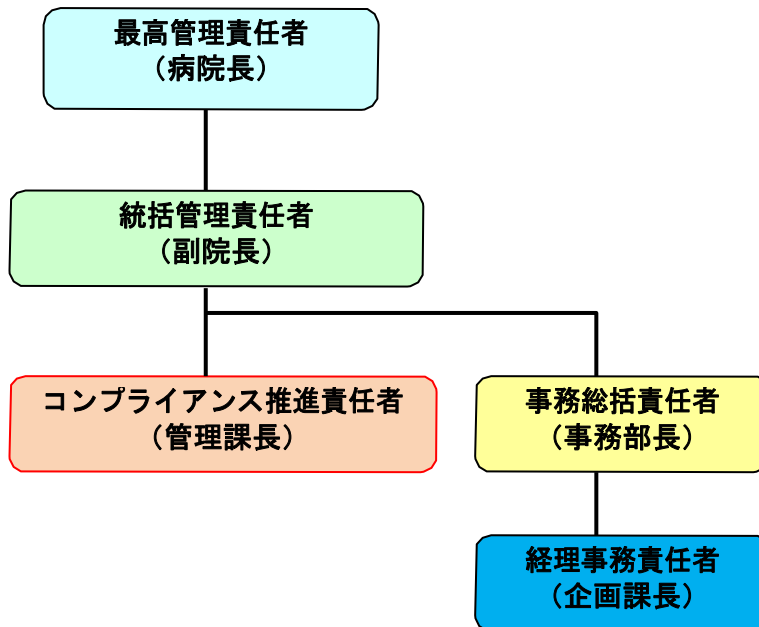 最高管理責任者
（病院長）
統括管理責任者
（副院長）
コンプライアンス推進責任者
（管理課長）
事務総括責任者
（事務部長）
経理事務責任者
（企画課長）